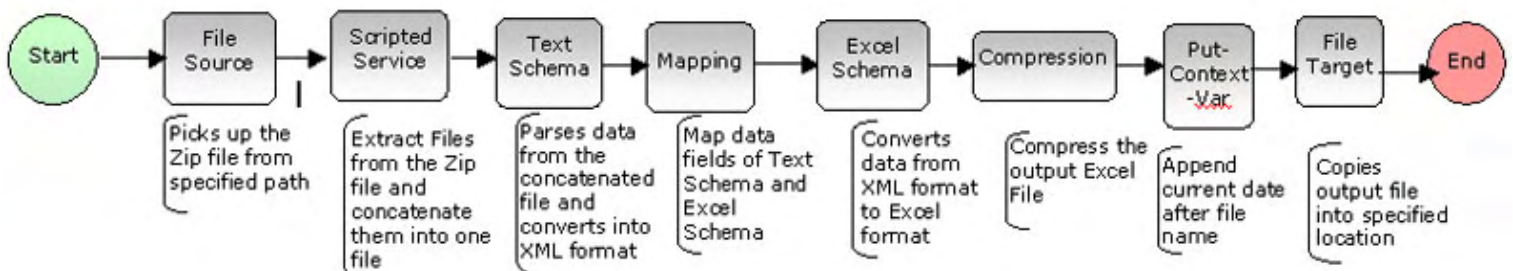 Start
File
Source
Scripted
Service
Text
Schema
Mapping
Excel
Schema
Compression
Put-
Context
-Var
File
Target
End
Picks up the
Zip file from
specified path
Extract Files
from the Zip
file and
concatenate
them into one
file
Parses data
from the
concatenated
file and
converts into
XML format
Map data
fields of Text
Schema and
Excel
Schema
Converts
data from
XML format
to Excel
format
Compress the
output Excel
File
Append
current date
after file
name
Copies
output file
into specified
location